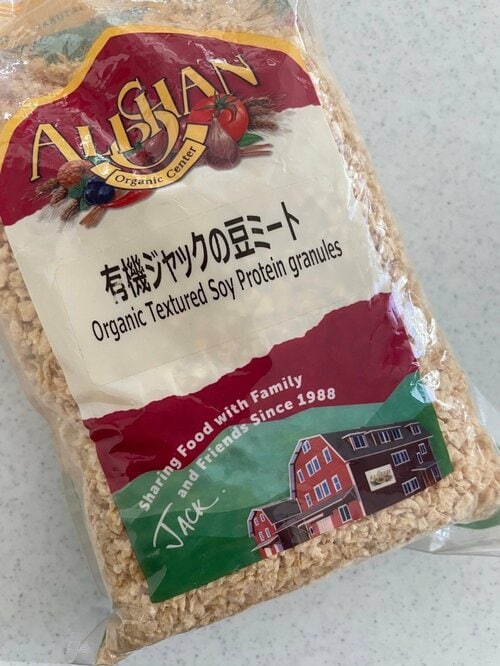 ALISHAN
Organic Center
有機ジャックの豆ミート
Organic Textured Soy Protein granules
Sharing Food with Family
and Friends Since 1988
JACK.